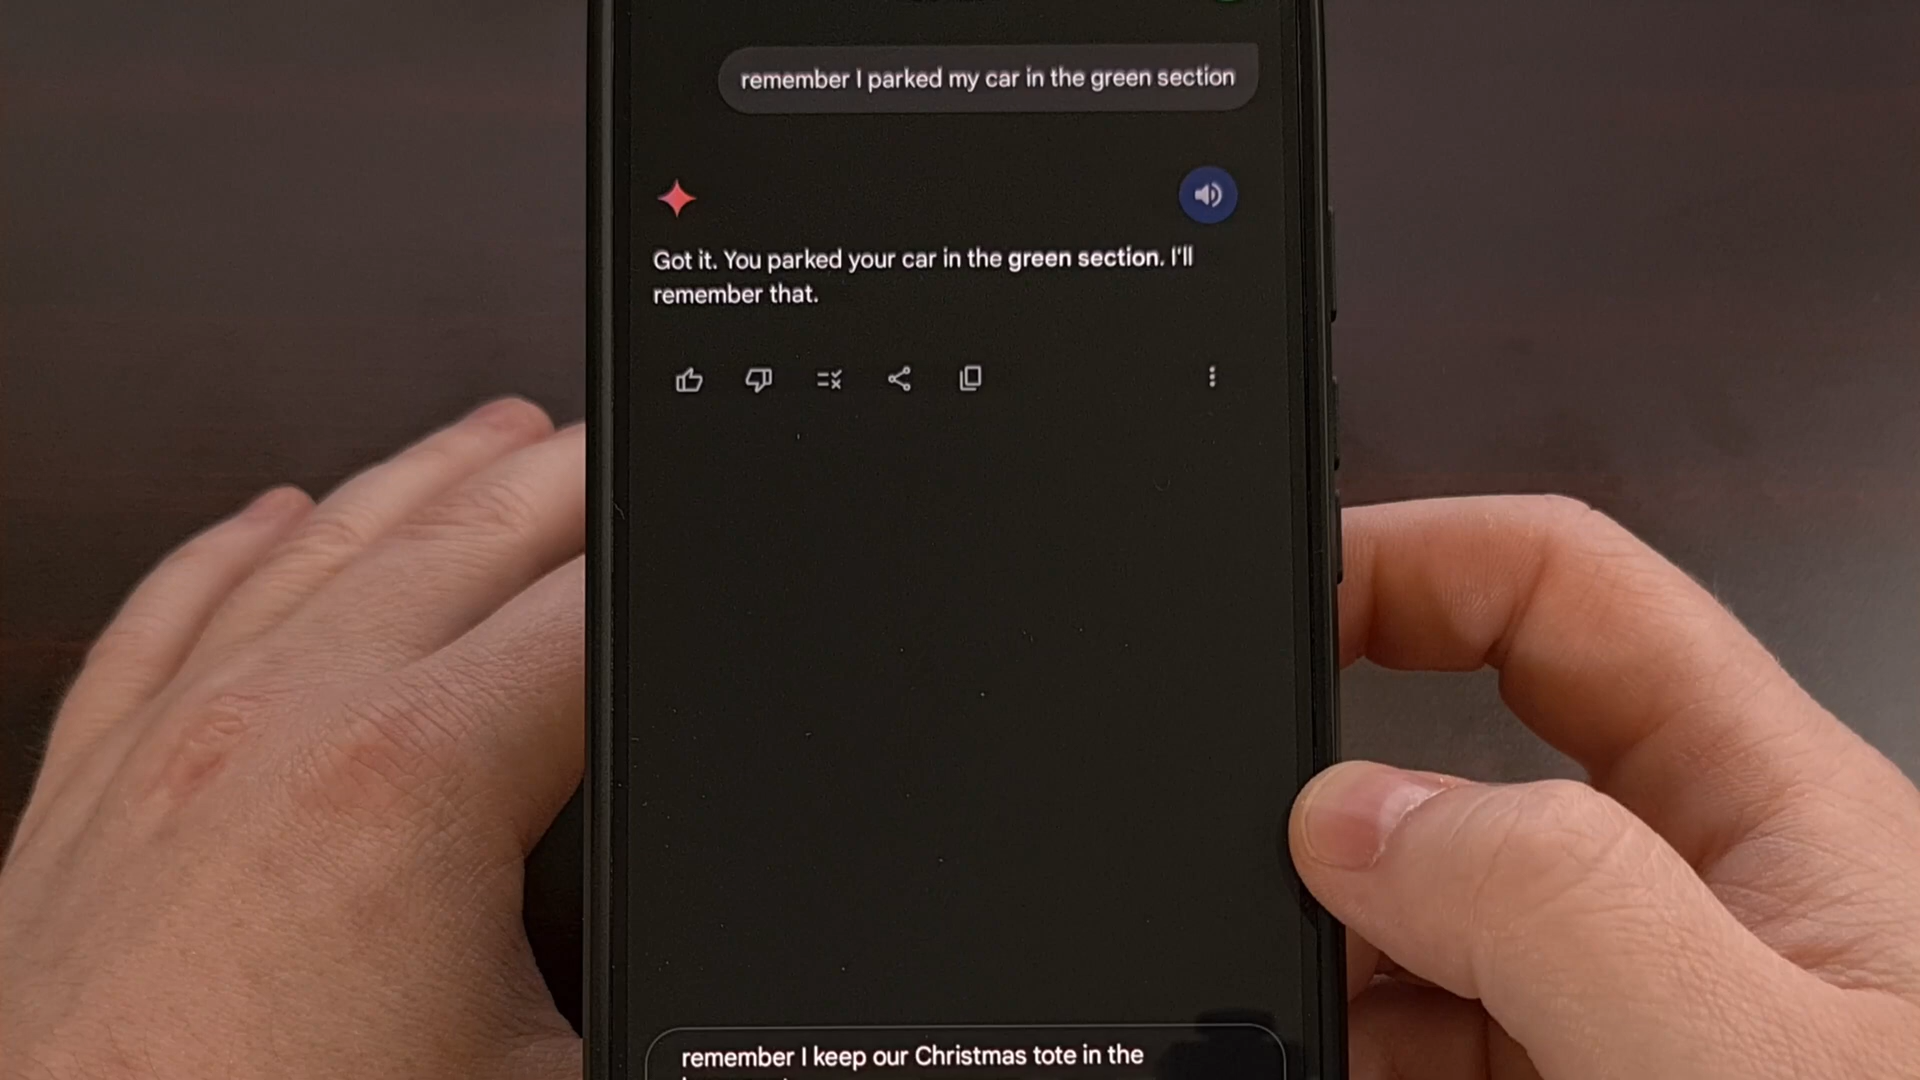 remember I parked my car in the green section
Got it. You parked your car in the green section. I'll
remember that.
remember I keep our Christmas tote in the